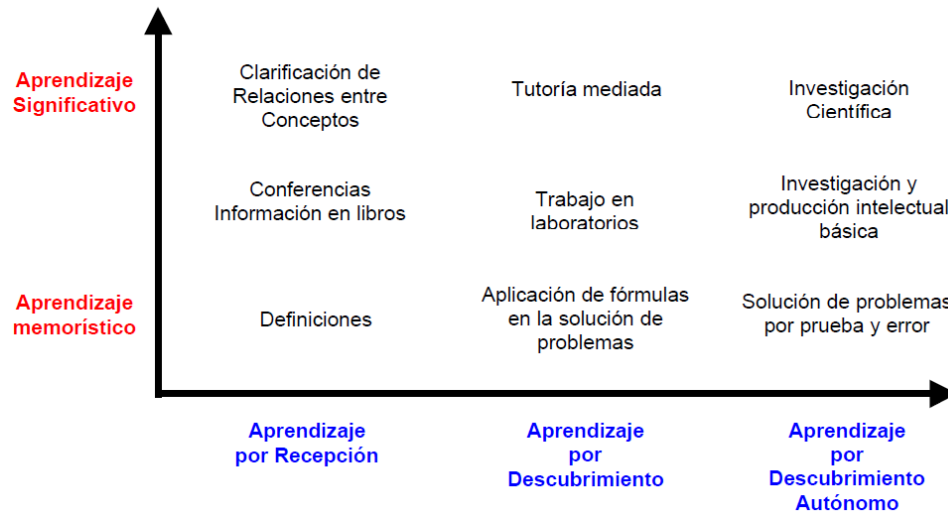 Aprendizaje
Significativo
Clarificación de
Relaciones entre
Conceptos
Tutoría mediada
Investigación
Científica
Conferencias
Información en libros
Trabajo en
laboratorios
Investigación y
producción intelectual
básica
Aprendizaje
memorístico
Definiciones
Aplicación de fórmulas
en la solución de
problemas
Solución de problemas
por prueba y error
Aprendizaje
por Recepción
Aprendizaje
por
Descubrimiento
Aprendizaje
por
Descubrimiento
Autónomo